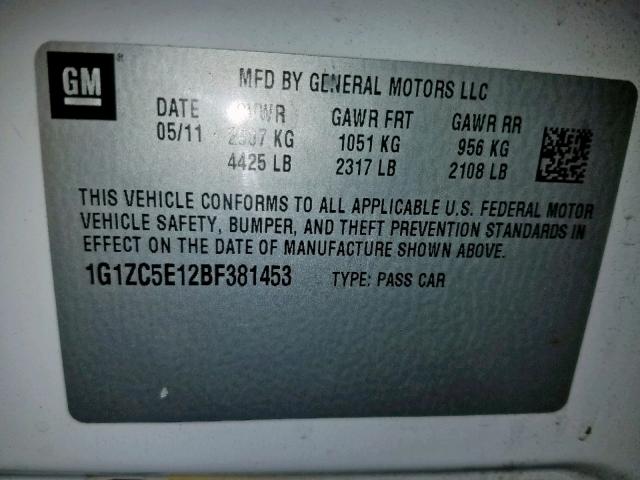 GM
MFD BY GENERAL MOTORS LLC
DATE GVWR GAWR FRT GAWR RR
05/11 KG 1051 KG 956 KG
4425 LB 2317 LB 2108 LB
THIS VEHICLE CONFORMS TO ALL APPLICABLE U.S. FEDERAL MOTOR
VEHICLE SAFETY, BUMPER, AND THEFT PREVENTION STANDARDS IN
EFFECT ON THE DATE OF MANUFACTURE SHOWN ABOVE.
1G1ZC5E12BF381453 TYPE: PASS CAR